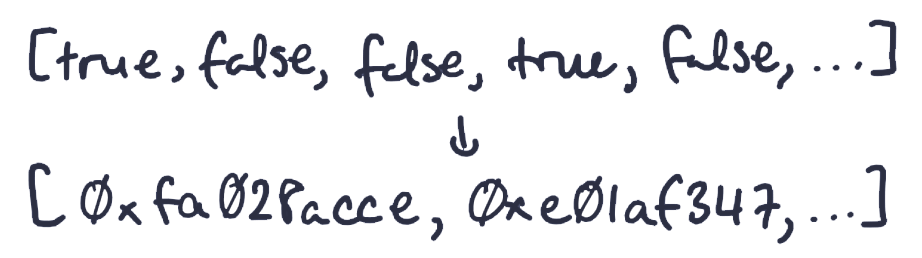 [true, false, false, true, false, ...]
↓
[0xfa028acce, 0xe01af347, ...]